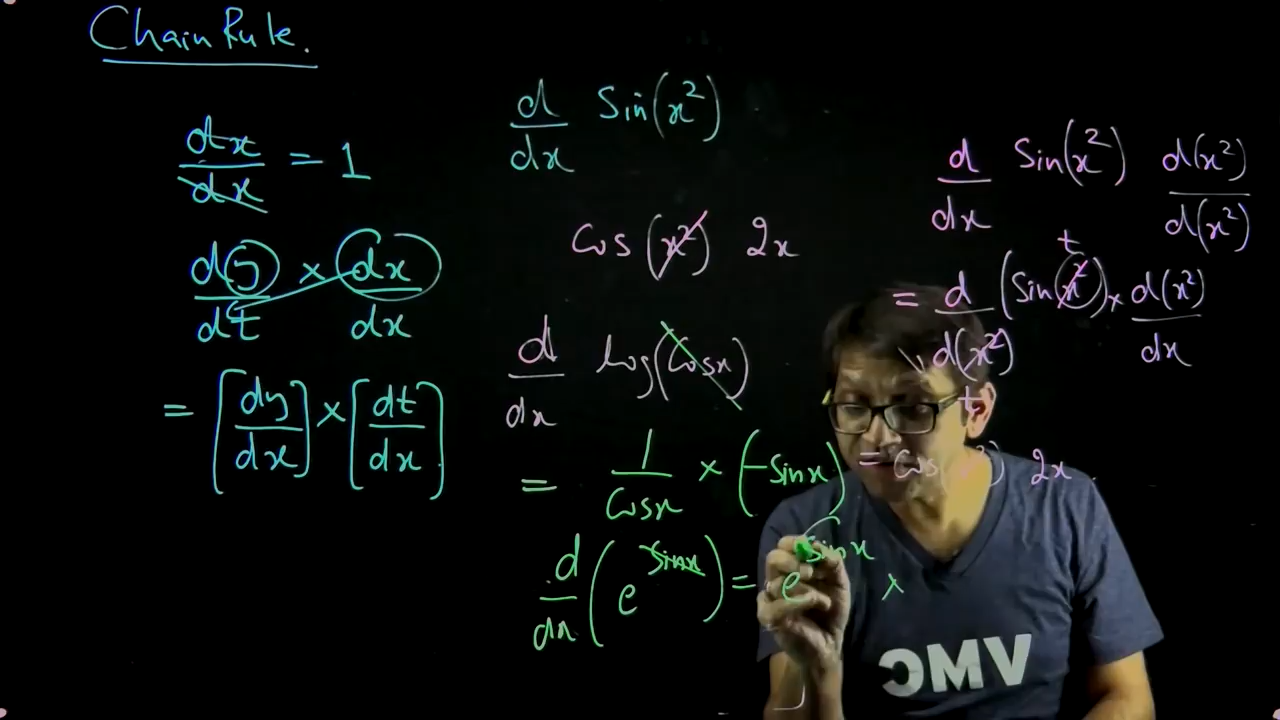 Chain Rule.
dx/dx = 1
dy/dt × dx/dx
= [dy/dx] × [dt/dx]
d/dx Sin(x²)
Cos(x²) 2x
d/dx log(Cosx)
= 1/Cosx × (-Sinx)
d/dx (e^sinx) = e^sinx ×
d/dx Sin(x²) d(x²)/d(x²)
t
= d/d(x²) (Sin(x²)) × d(x²)/dx
t
= Cos(x²) 2x
VMC